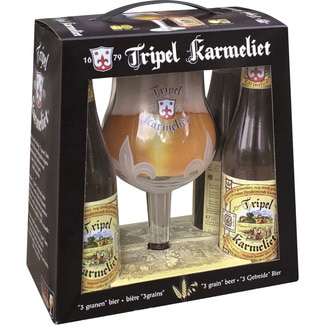 16 79 Tripel Karmeliet
Tripel
Karmeliet
Tripel
Karmeliet
Tripel
Karmeliet
"3 granen" bier - bière "3grains"
"3 grain" beer - "3 Getreide" Bier